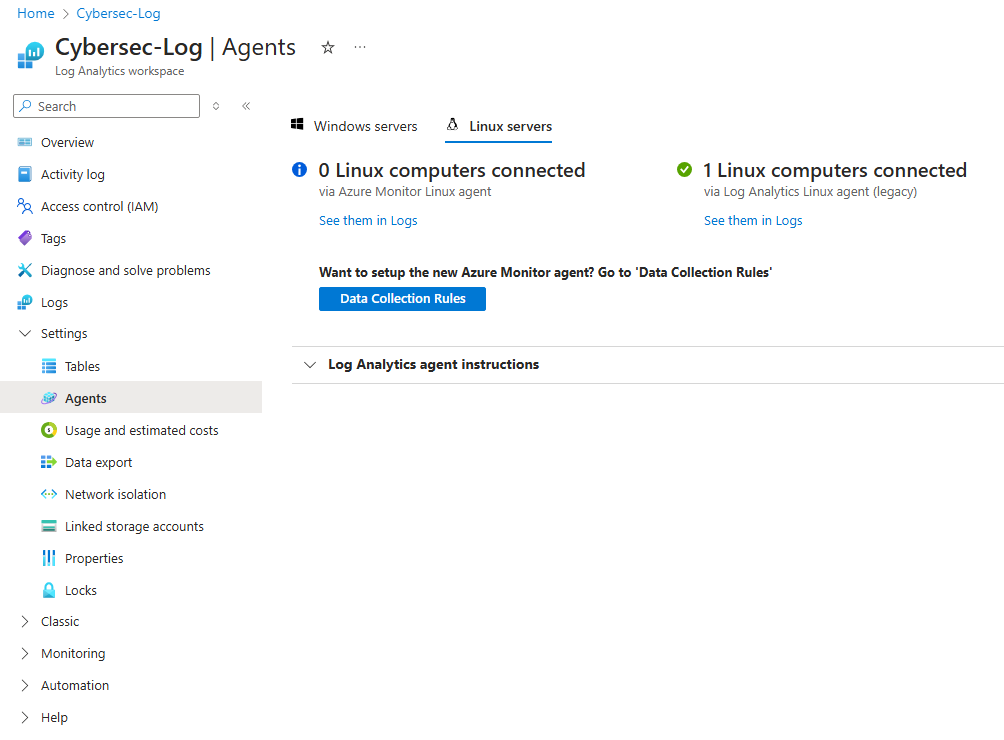 Home > Cybersec-Log
Cybersec-Log | Agents
Log Analytics workspace
Search
Overview
Activity log
Access control (IAM)
Tags
Diagnose and solve problems
Logs
Settings
Tables
Agents
Usage and estimated costs
Data export
Network isolation
Linked storage accounts
Properties
Locks
Classic
Monitoring
Automation
Help
Windows servers
Linux servers
0 Linux computers connected
via Azure Monitor Linux agent
See them in Logs
1 Linux computers connected
via Log Analytics Linux agent (legacy)
See them in Logs
Want to setup the new Azure Monitor agent? Go to 'Data Collection Rules'
Data Collection Rules
Log Analytics agent instructions